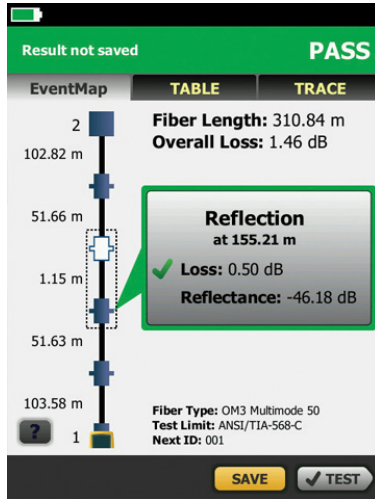 Result not saved
PASS
EventMap
TABLE
TRACE
2
Fiber Length: 310.84 m
Overall Loss: 1.46 dB
102.82 m
51.66 m
Reflection
at 155.21 m
Loss: 0.50 dB
1.15 m
Reflectance: -46.18 dB
51.63 m
103.58 m
Fiber Type: OM3 Multimode 50
Test Limit: ANSI/TIA-568-C
Next ID: 001
?
1
SAVE
TEST